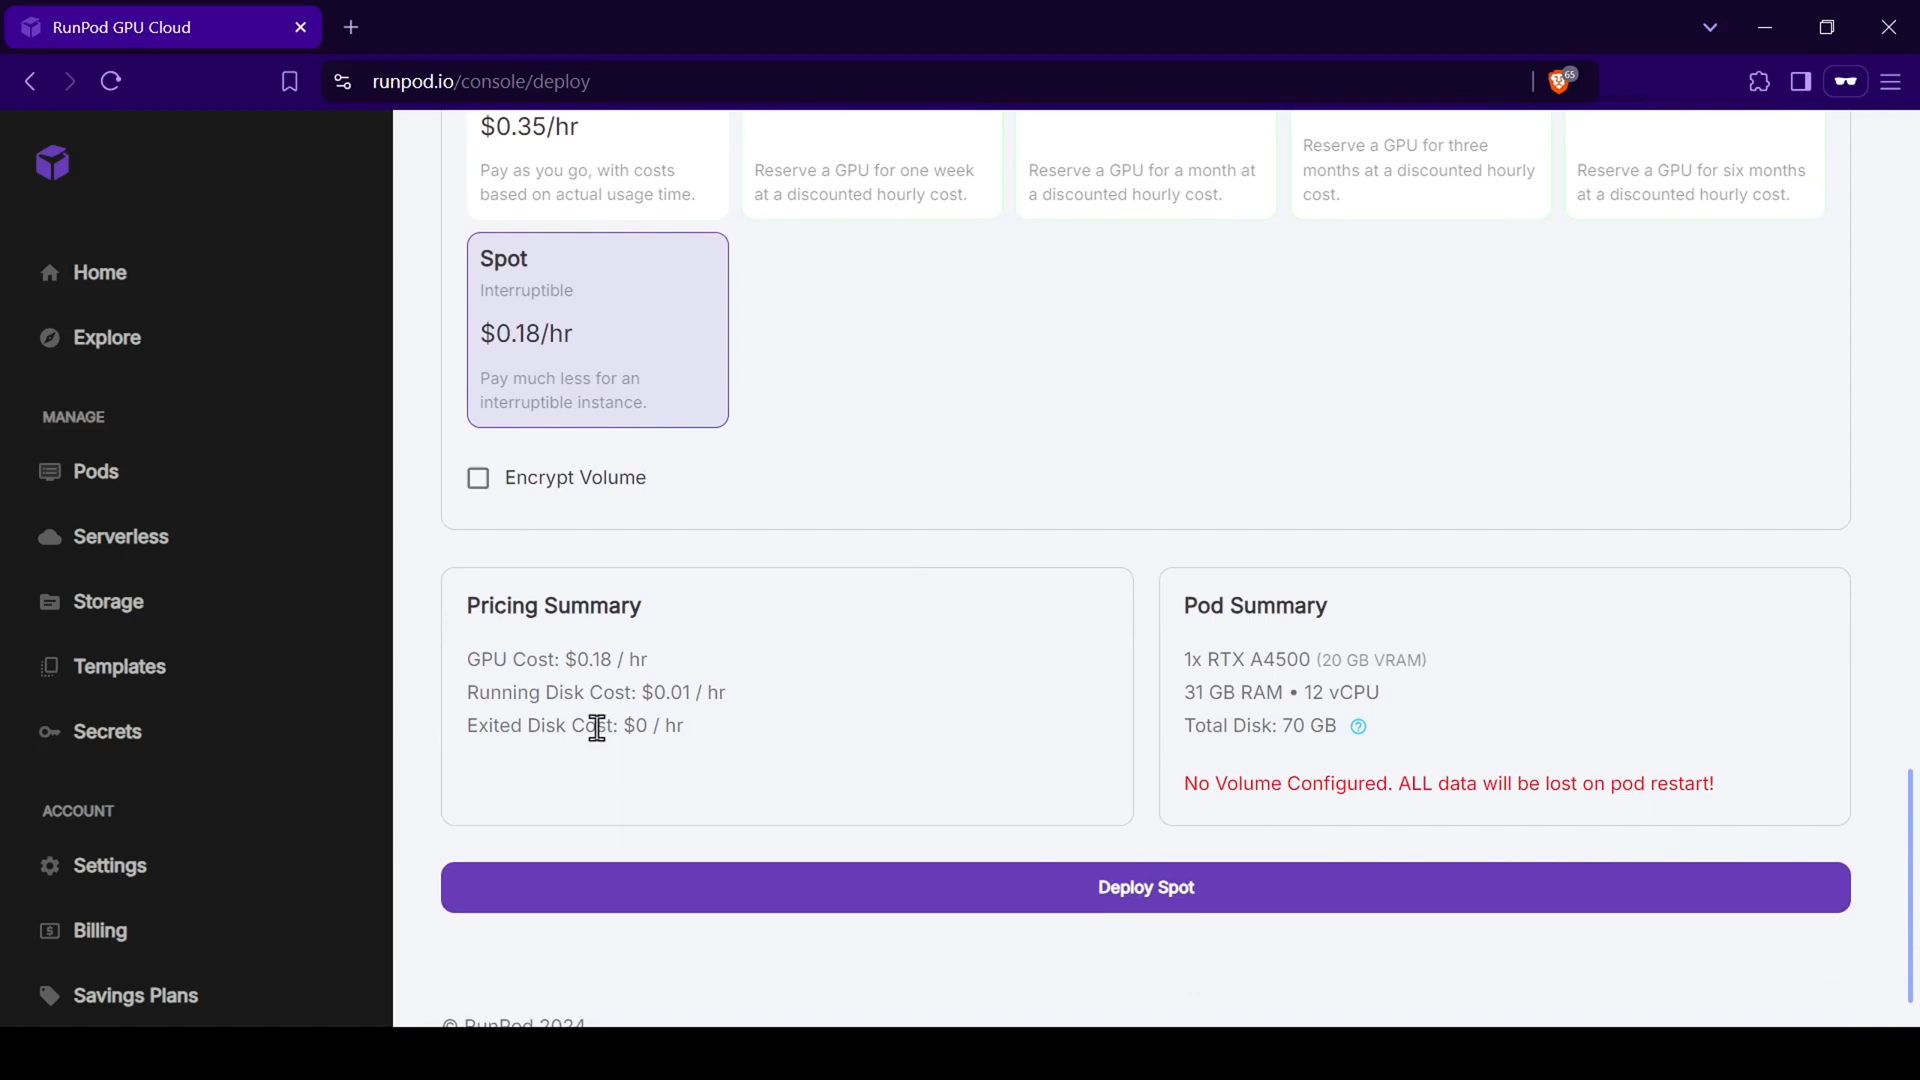 RunPod GPU Cloud
runpod.io/console/deploy
65
Home
Explore
MANAGE
Pods
Serverless
Storage
Templates
Secrets
ACCOUNT
Settings
Billing
Savings Plans
$0.35/hr
Pay as you go, with costs
based on actual usage time.
Reserve a GPU for one week
at a discounted hourly cost.
Reserve a GPU for a month at
a discounted hourly cost.
Reserve a GPU for three
months at a discounted hourly
cost.
Reserve a GPU for six months
at a discounted hourly cost.
Spot
Interruptible
$0.18/hr
Pay much less for an
interruptible instance.
Encrypt Volume
Pricing Summary
GPU Cost: $0.18 / hr
Running Disk Cost: $0.01 / hr
Exited Disk Cost: $0 / hr
Pod Summary
1x RTX A4500 (20 GB VRAM)
31 GB RAM • 12 vCPU
Total Disk: 70 GB
No Volume Configured. ALL data will be lost on pod restart!
Deploy Spot
© RunPod 2024